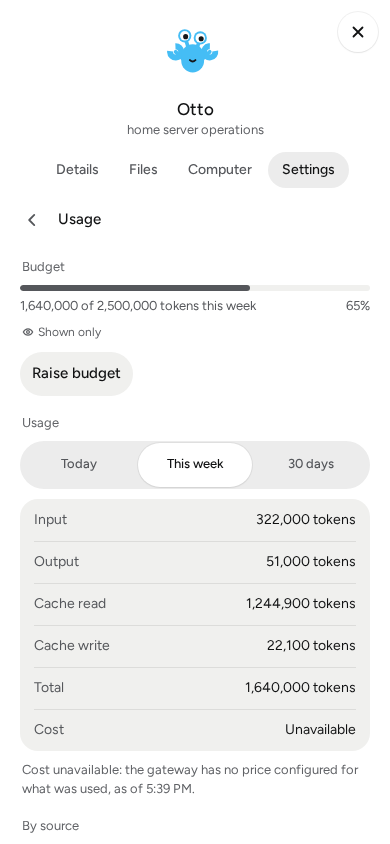 Otto
home server operations
Details Files Computer Settings
Usage
Budget
1,640,000 of 2,500,000 tokens this week 65%
Shown only
Raise budget
Usage
Today This week 30 days
Input 322,000 tokens
Output 51,000 tokens
Cache read 1,244,900 tokens
Cache write 22,100 tokens
Total 1,640,000 tokens
Cost Unavailable
Cost unavailable: the gateway has no price configured for
what was used, as of 5:39 PM.
By source